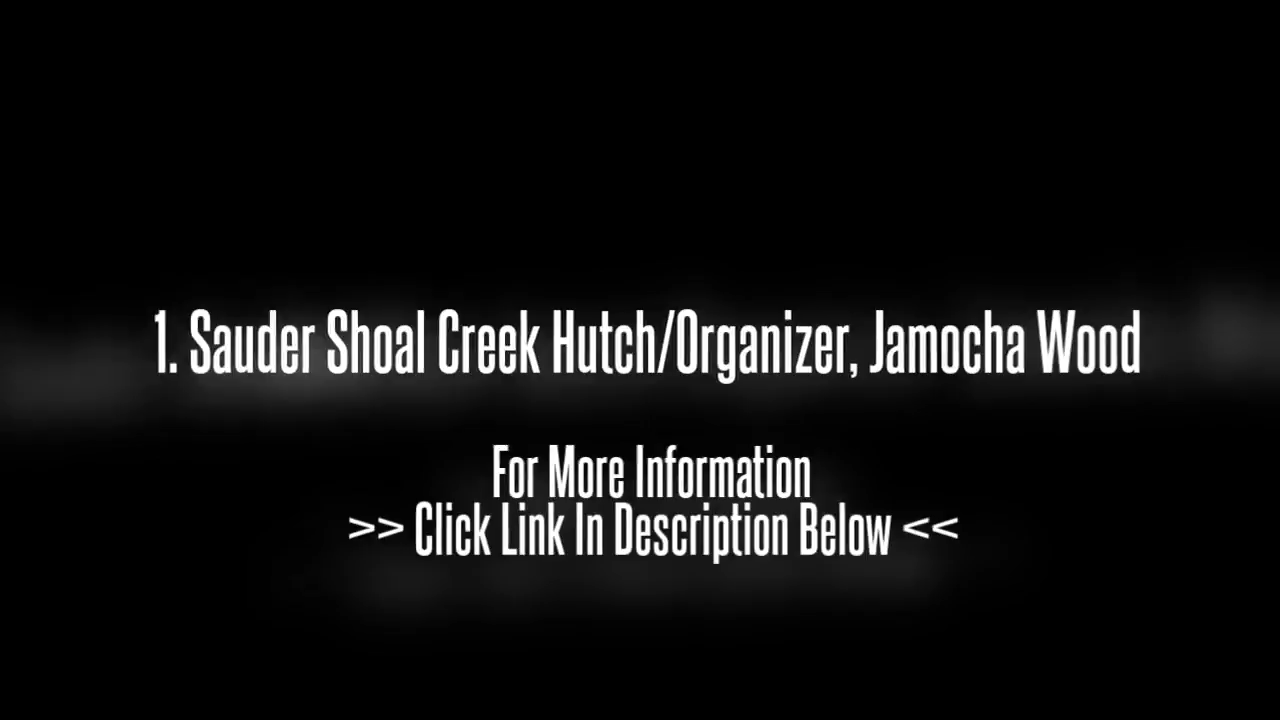 1. Sauder Shoal Creek Hutch/Organizer, Jamocha Wood
For More Information
>> Click Link In Description Below <<